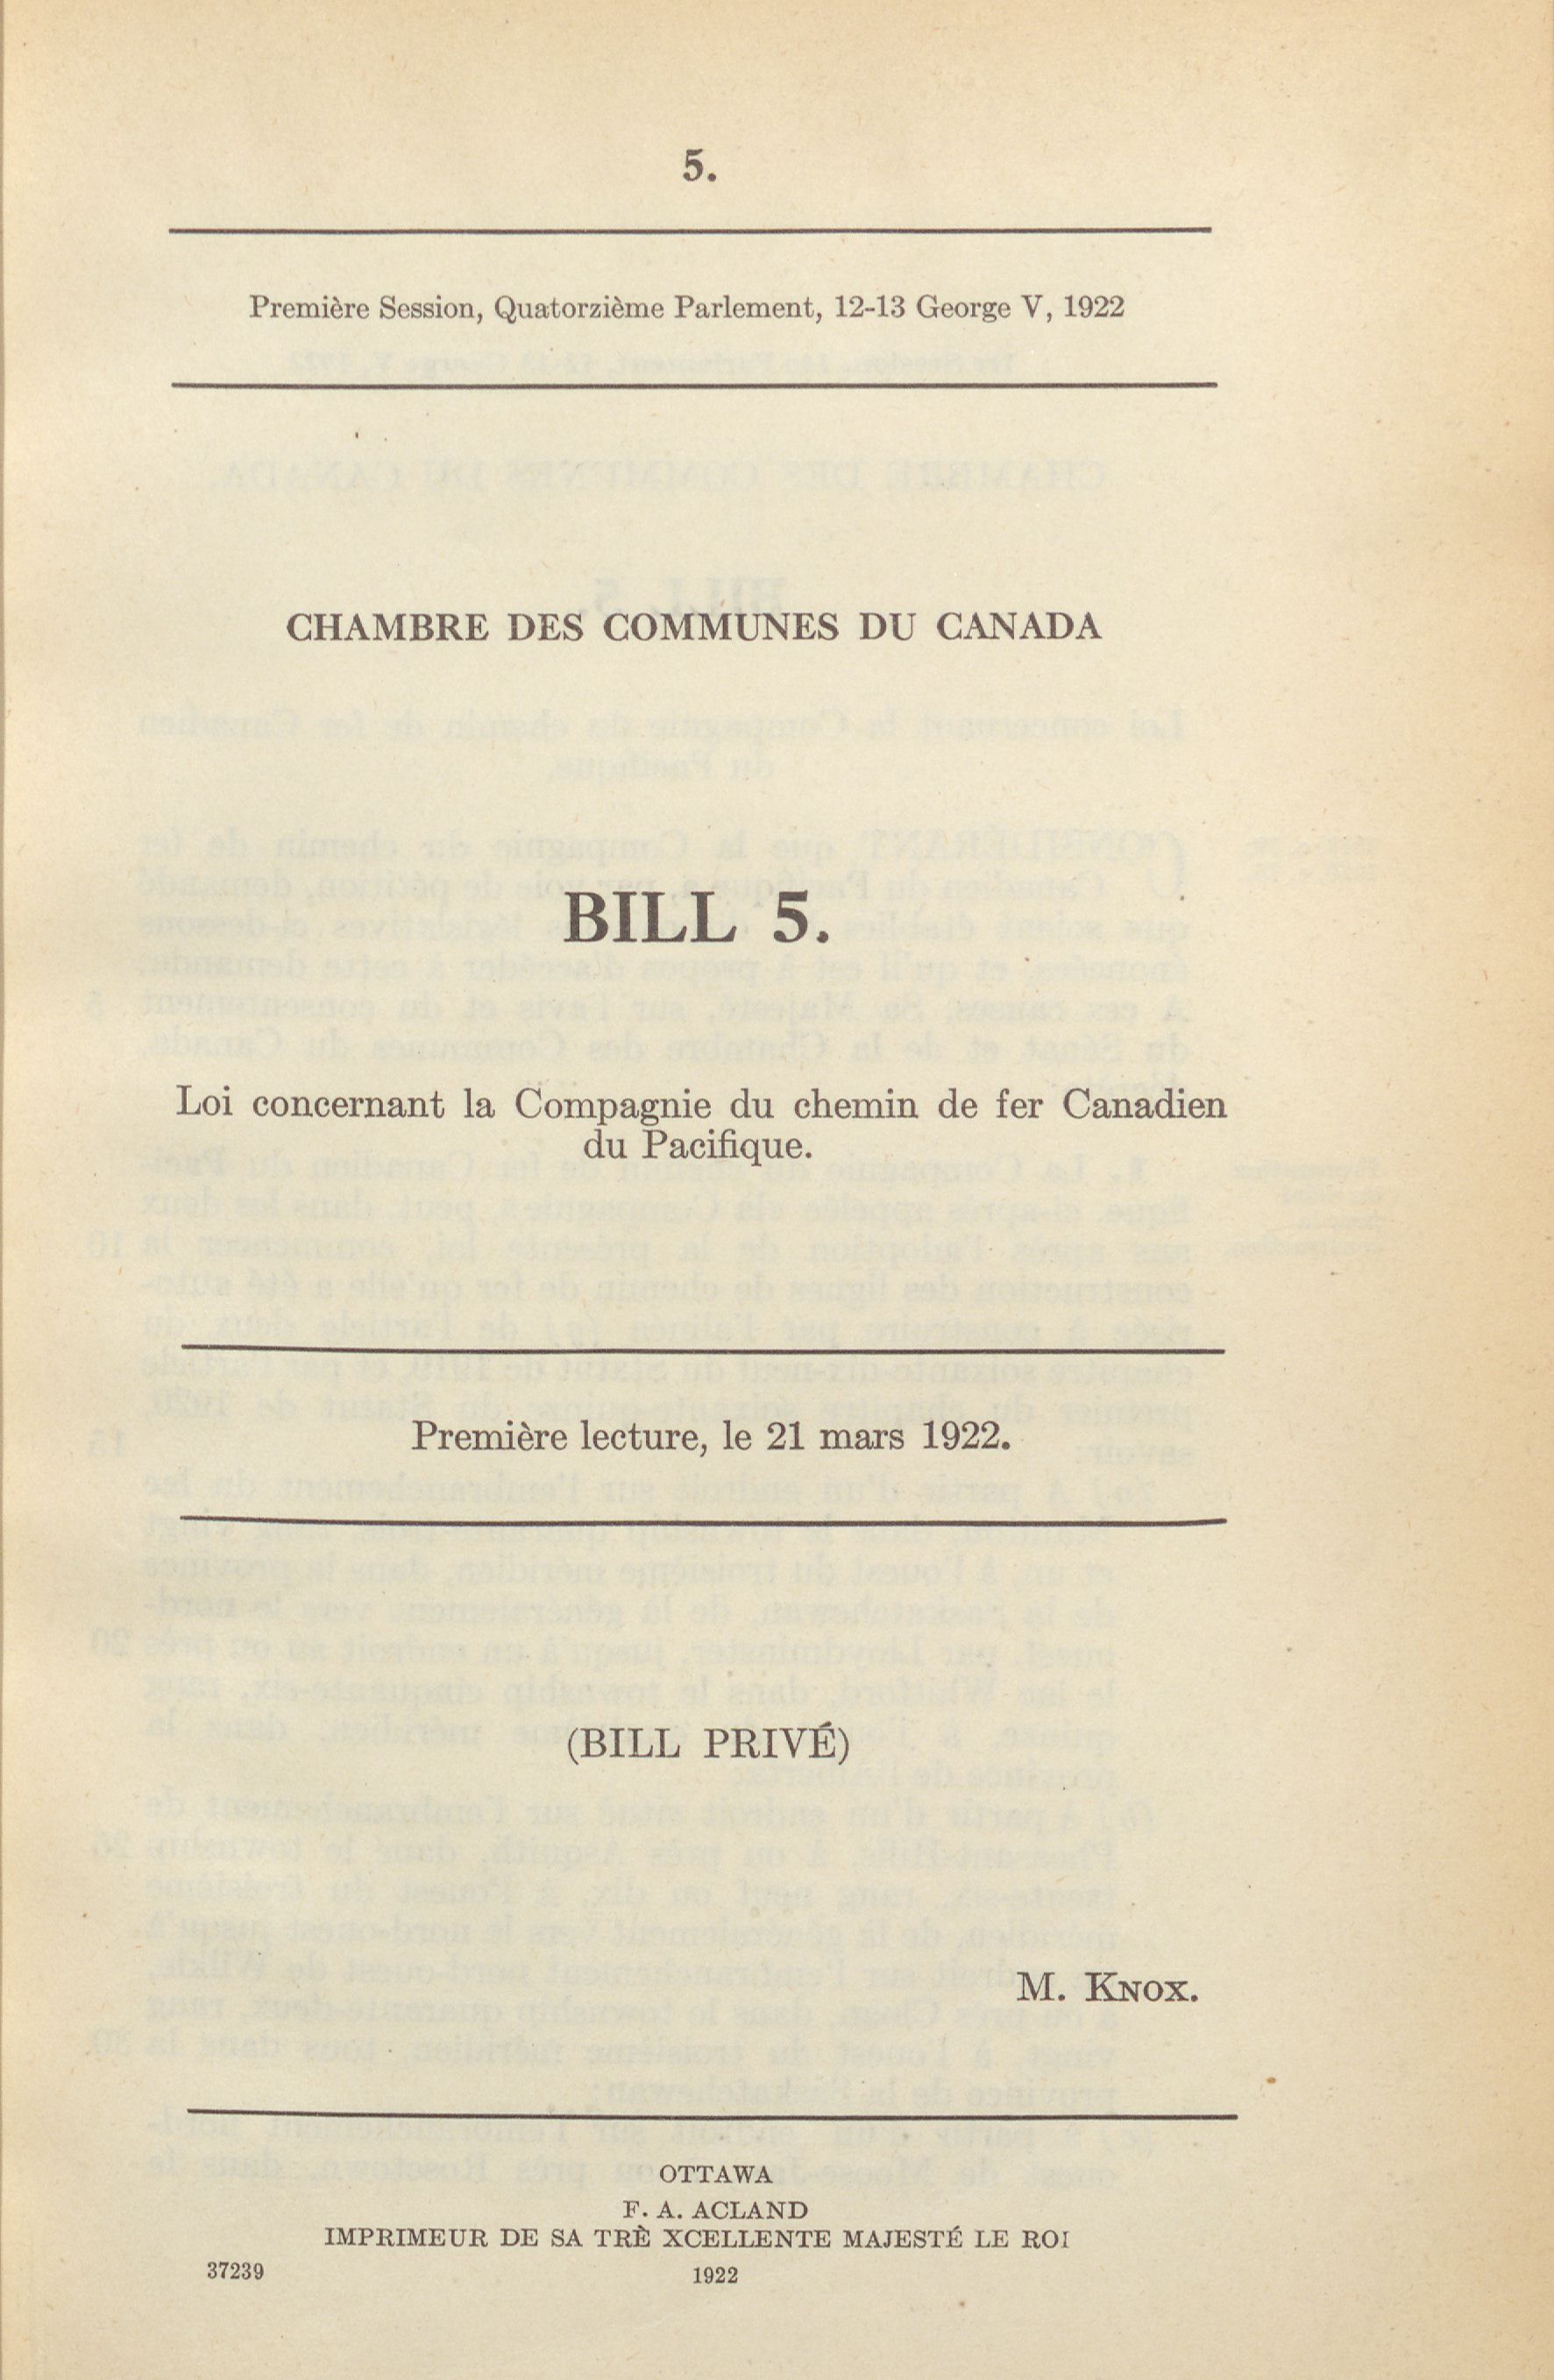 5.
Première Session, Quatorzième Parlement, 12-13 George V, 1922
CHAMBRE DES COMMUNES DU CANADA
BILL 5.
Loi concernant la Compagnie du chemin de fer Canadien
du Pacifique.
Première lecture, le 21 mars 1922.
(BILL PRIVÉ)
M. KNOX.
OTTAWA
F. A. ACLAND
IMPRIMEUR DE SA TRÈ XCELLENTE MAJESTÉ LE ROI
37239 1922